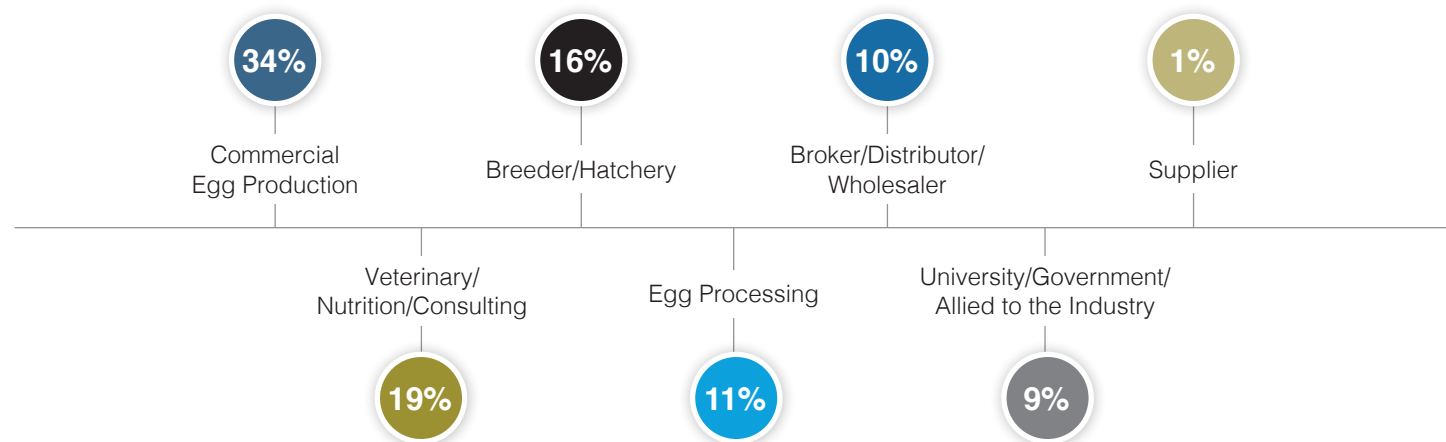 34%
Commercial
Egg Production
16%
Breeder/Hatchery
10%
Broker/Distributor/
Wholesaler
1%
Supplier
Veterinary/
Nutrition/Consulting
19%
Egg Processing
11%
University/Government/
Allied to the Industry
9%